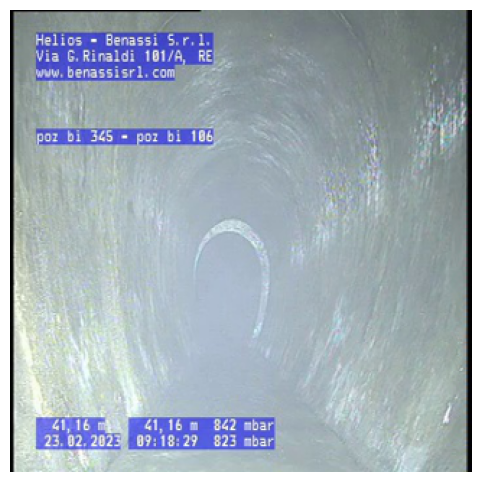 Helios - Benassi S.r.l.
Via G.Rinaldi 101/A, RE
www.benassisrl.com
poz bi 345 - poz bi 106
41,16 m 41,16 m 842 mbar
23.02.2023 09:18:29 823 mbar